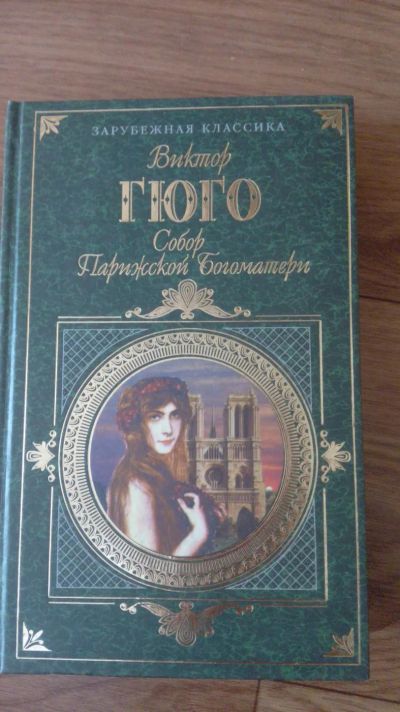 ЗАРУБЕЖНАЯ КЛАССИКА
Виктор
ГЮГО
Собор
Парижской Богоматери